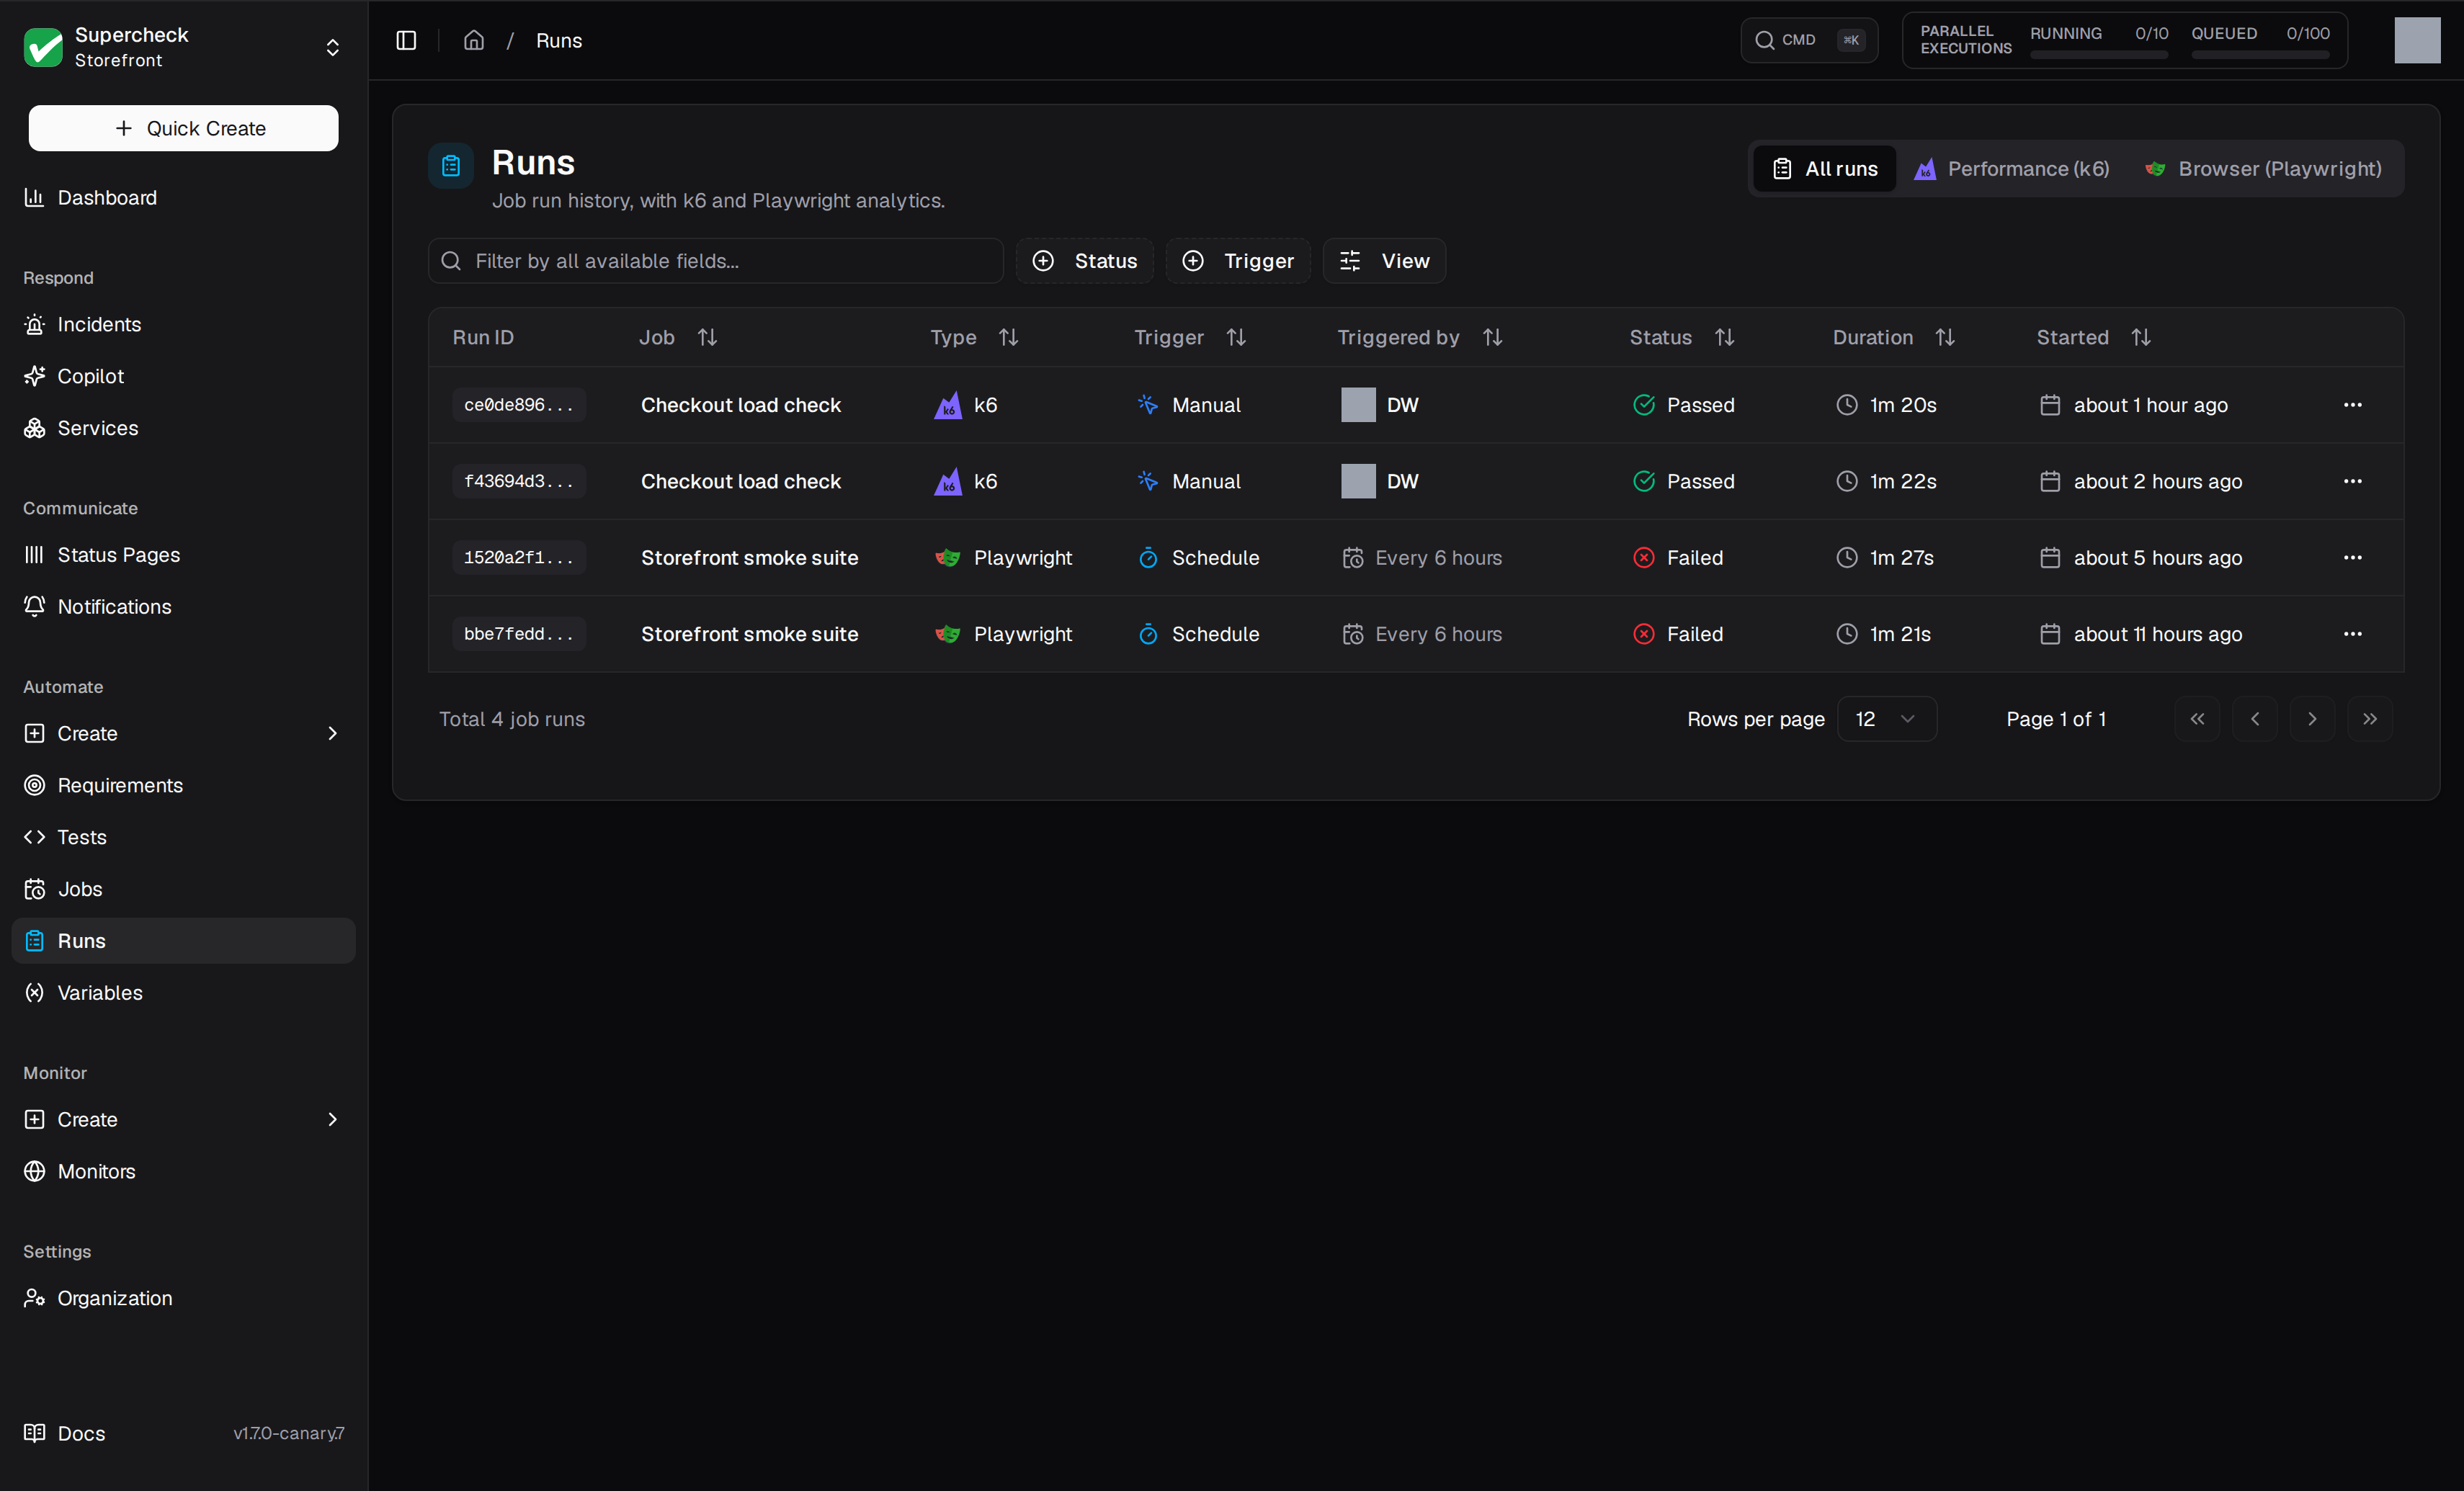 Supercheck
Storefront
Quick Create
Dashboard
Respond
Incidents
Copilot
Services
Communicate
Status Pages
Notifications
Automate
Create
Requirements
Tests
Jobs
Runs
Variables
Monitor
Create
Monitors
Settings
Organization
Docs v1.7.0-canary.7
/ Runs
CMD ⌘K
PARALLEL EXECUTIONS
RUNNING 0/10
QUEUED 0/100
Runs
Job run history, with k6 and Playwright analytics.
All runs
k6 Performance (k6)
Browser (Playwright)
Filter by all available fields...
Status
Trigger
View
Run ID Job Type Trigger Triggered by Status Duration Started
ce0de896... Checkout load check k6 k6 Manual DW Passed 1m 20s about 1 hour ago
f43694d3... Checkout load check k6 k6 Manual DW Passed 1m 22s about 2 hours ago
1520a2f1... Storefront smoke suite Playwright Schedule Every 6 hours Failed 1m 27s about 5 hours ago
bbe7fedd... Storefront smoke suite Playwright Schedule Every 6 hours Failed 1m 21s about 11 hours ago
Total 4 job runs
Rows per page 12
Page 1 of 1